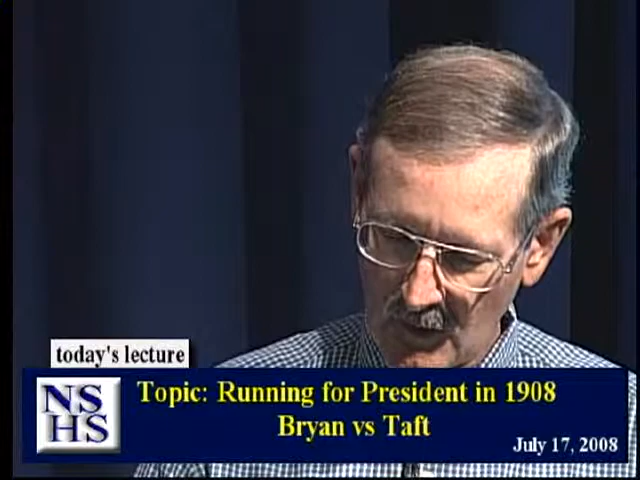 today's lecture
NS
HS
Topic: Running for President in 1908
Bryan vs Taft
July 17, 2008